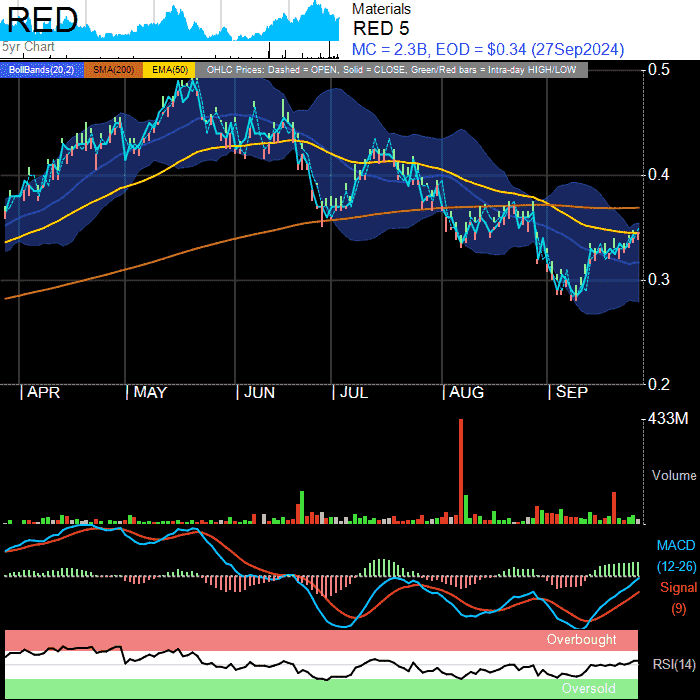 RED
5yr Chart
Materials
RED 5
MC = 2.3B, EOD = $0.34 (27Sep2024)
BollBands(20,2) SMA(200) EMA(50) OHLC Prices: Dashed = OPEN, Solid = CLOSE, Green/Red bars = Intra-day HIGH/LOW
0.5
0.4
0.3
0.2
APR MAY JUN JUL AUG SEP
433M
Volume
MACD
(12-26)
Signal
(9)
Overbought
RSI(14)
Oversold